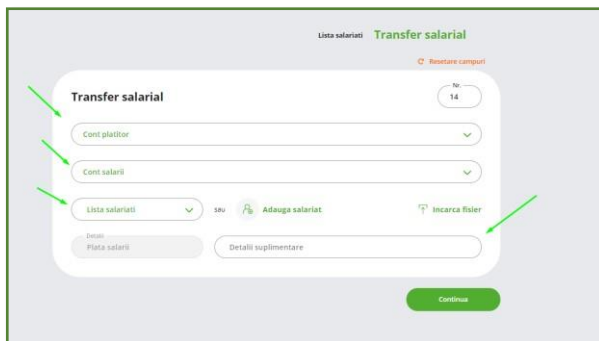 Lista salariati Transfer salarial
Resetare campuri
Transfer salarial
Nr.
14
Cont platitor
Cont salarii
Lista salariati sau Adauga salariat Incarca fisier
Detalii
Plata salarii Detalii suplimentare
Continua